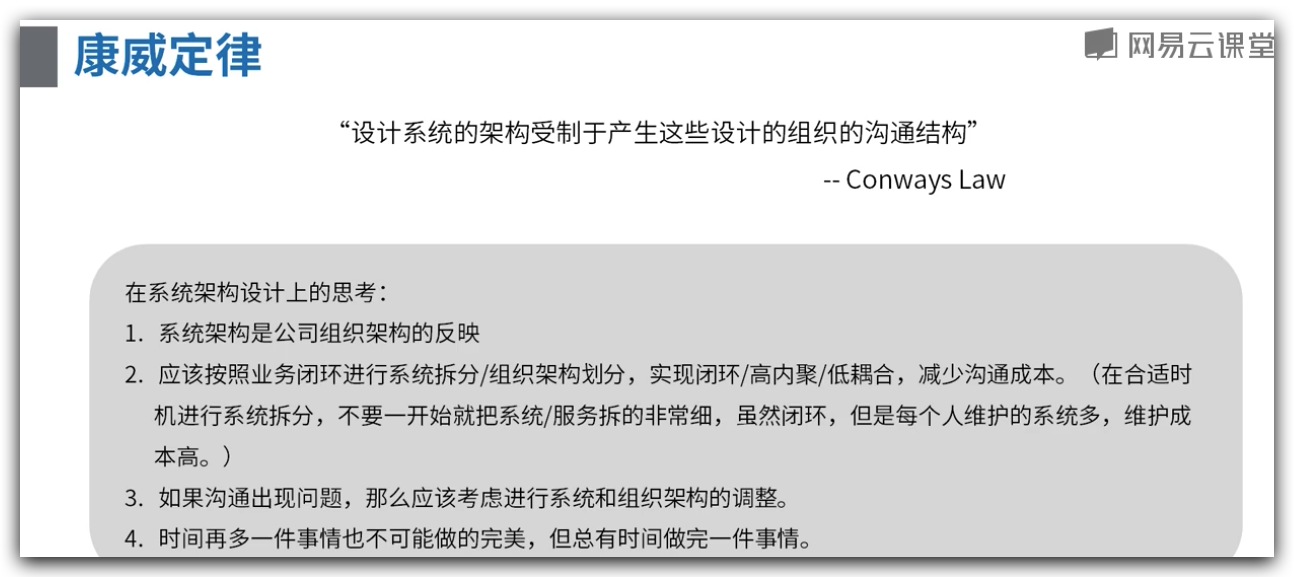 康威定律
网易云课堂
“设计系统的架构受制于产生这些设计的组织的沟通结构”
-- Conways Law
在系统架构设计上的思考：
1. 系统架构是公司组织架构的反映
2. 应该按照业务闭环进行系统拆分/组织架构划分，实现闭环/高内聚/低耦合，减少沟通成本。（在合适时
机进行系统拆分，不要一开始就把系统/服务拆的非常细，虽然闭环，但是每个人维护的系统多，维护成
本高。）
3. 如果沟通出现问题，那么应该考虑进行系统和组织架构的调整。
4. 时间再多一件事情也不可能做的完美，但总有时间做完一件事情。